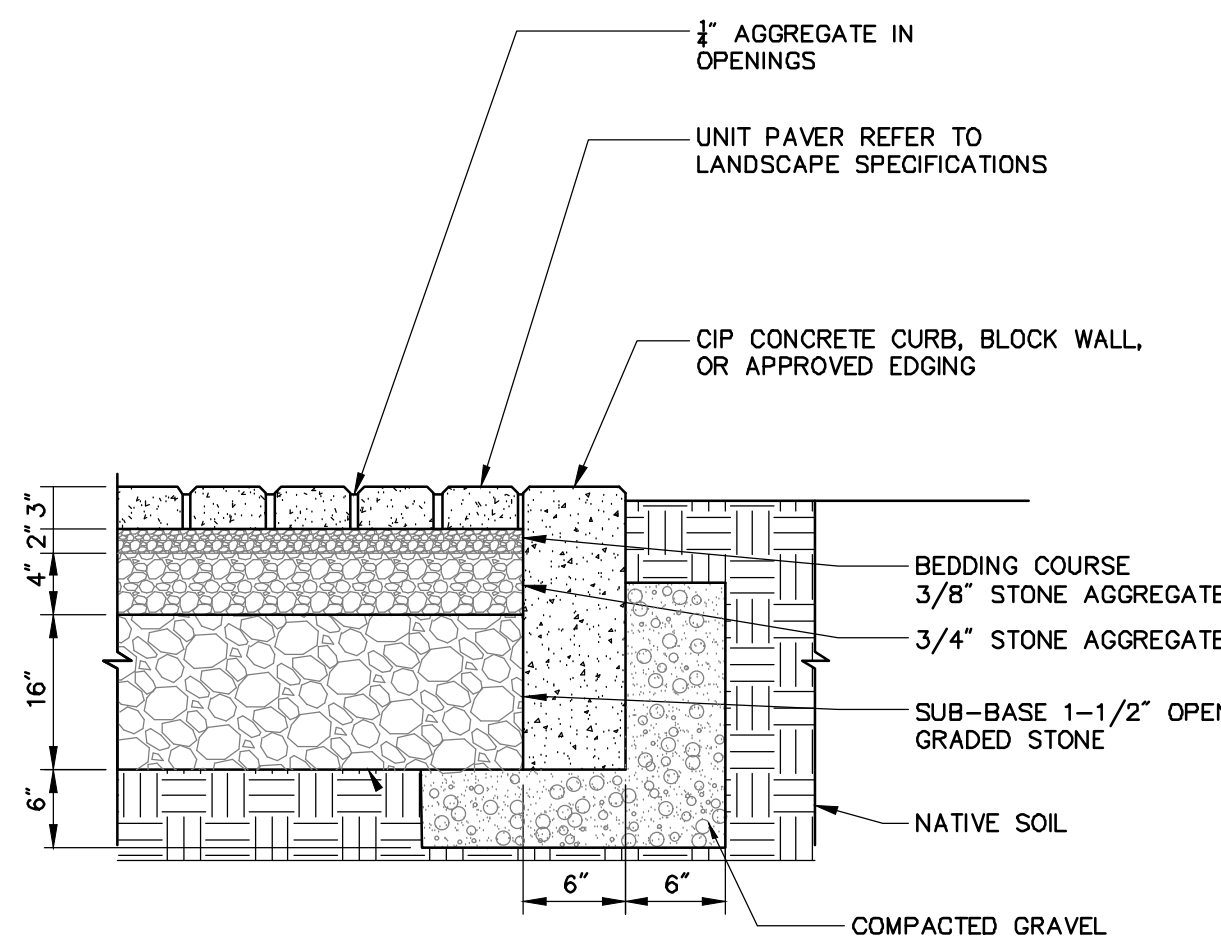 1/4" AGGREGATE IN
OPENINGS
UNIT PAVER REFER TO
LANDSCAPE SPECIFICATIONS
CIP CONCRETE CURB, BLOCK WALL,
OR APPROVED EDGING
3"
2"
4"
16"
6"
BEDDING COURSE
3/8" STONE AGGREGATE
3/4" STONE AGGREGATE
SUB-BASE 1-1/2" OPEN
GRADED STONE
NATIVE SOIL
6" 6"
COMPACTED GRAVEL